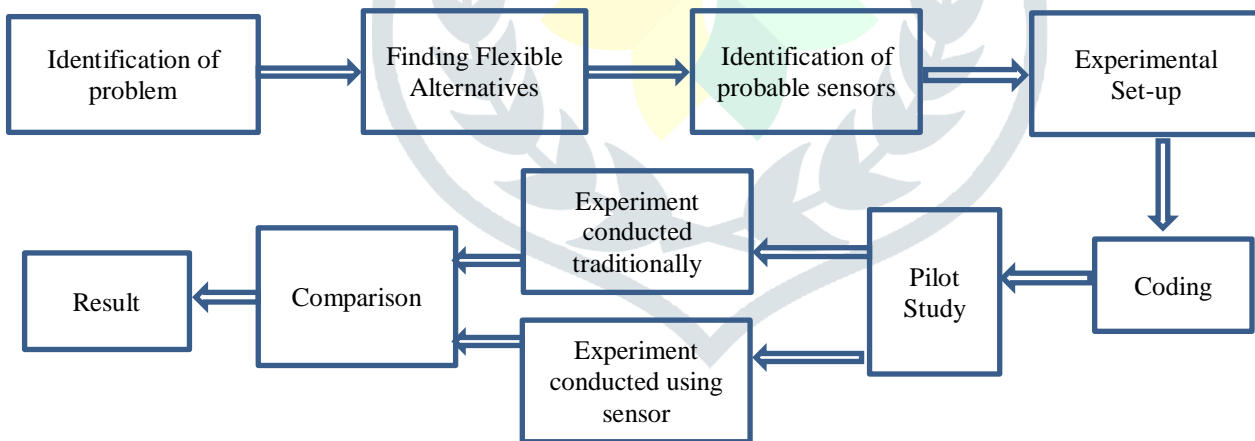 Identification of
problem
Finding Flexible
Alternatives
Identification of
probable sensors
Experimental
Set-up
Coding
Pilot
Study
Experiment
conducted
traditionally
Experiment
conducted using
sensor
Comparison
Result